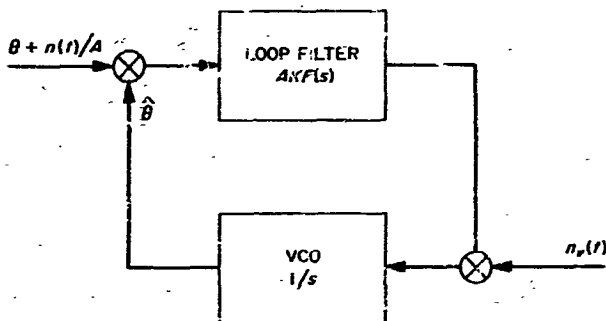 θ + n(t)/A
LOOP FILTER
AKF(s)
θ̂
VCO
1/s
n_v(t)